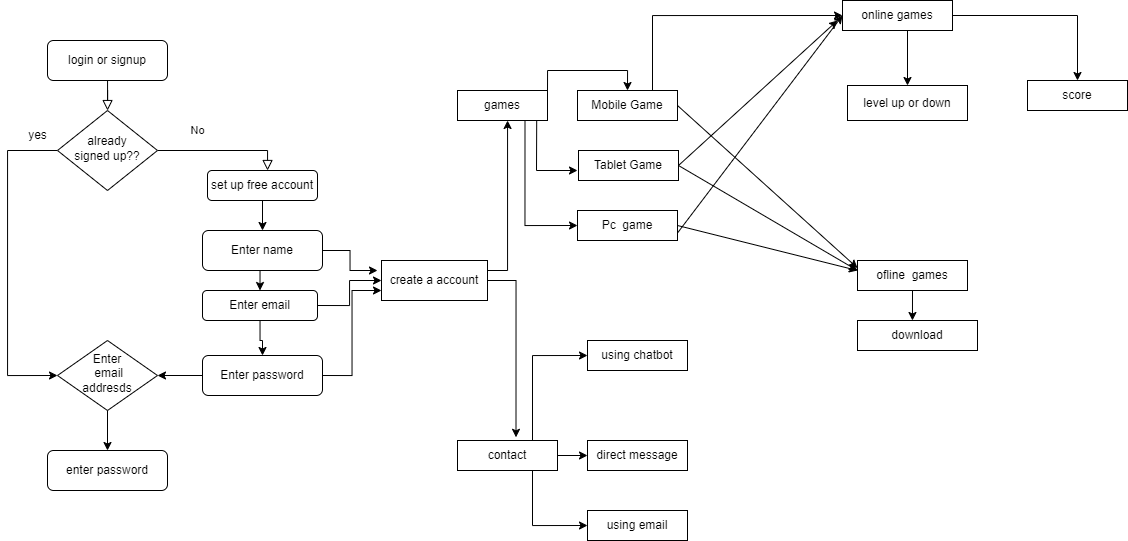 login or signup
yes
already
signed up??
No
set up free account
Enter name
Enter email
Enter password
Enter
email
addresds
enter password
create a account
games
Mobile Game
Tablet Game
Pc  game
online games
level up or down
score
ofline  games
download
using chatbot
contact
direct message
using email